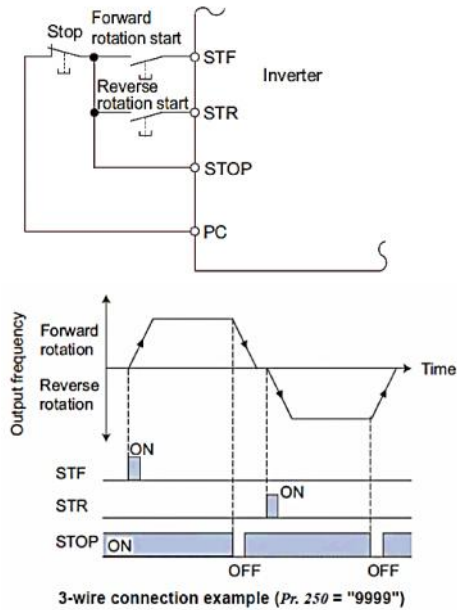 Forward
rotation start
Stop
STF
Reverse
rotation start
Inverter
STR
STOP
PC
Output frequency
Forward
rotation
Reverse
rotation
Time
ON
STF
ON
STR
STOP
ON
OFF
OFF
3-wire connection example (Pr. 250 = "9999")